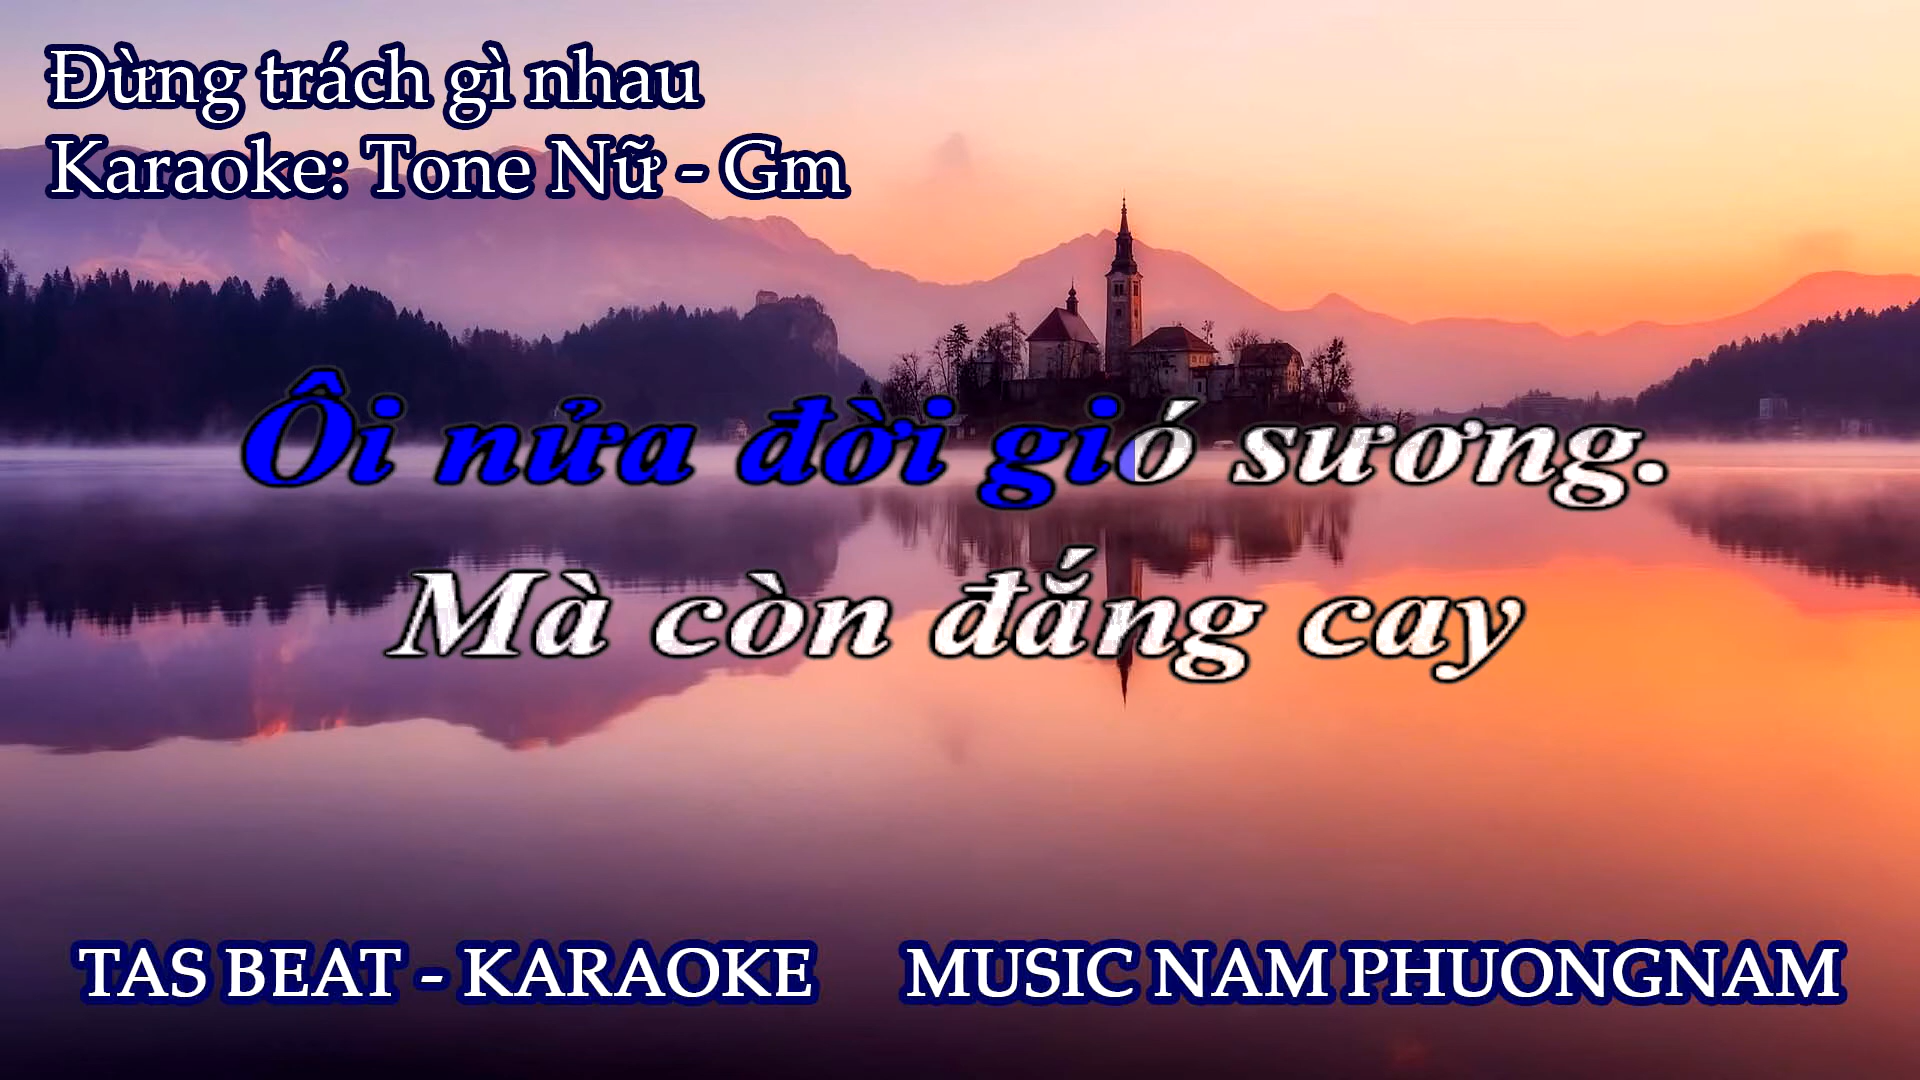 Đừng trách gì nhau
Karaoke: Tone Nữ - Gm
Ôi nửa đời gió sương.
Mà còn đắng cay
TAS BEAT - KARAOKE MUSIC NAM PHUONGNAM